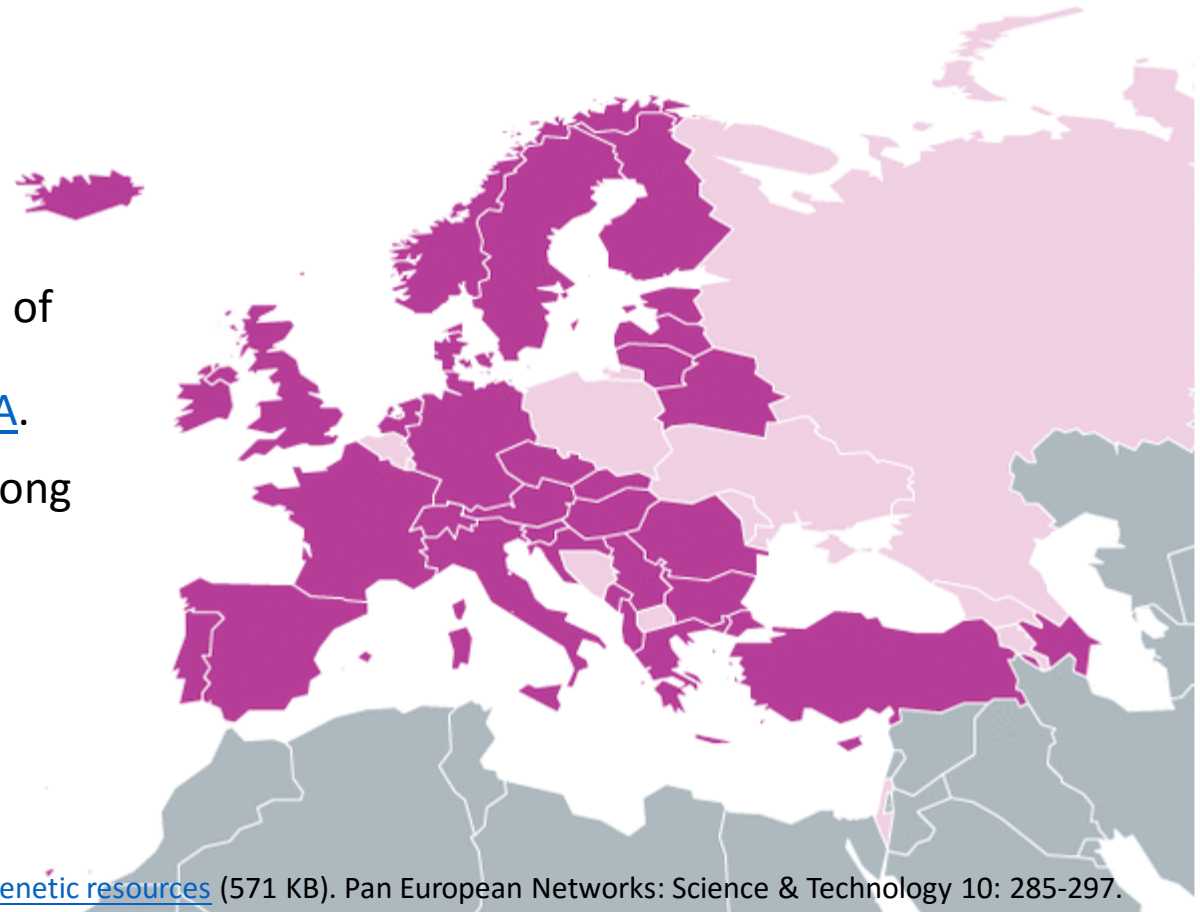 of
A.
ong
enetic resources (571 KB). Pan European Networks: Science & Technology 10: 285-297.